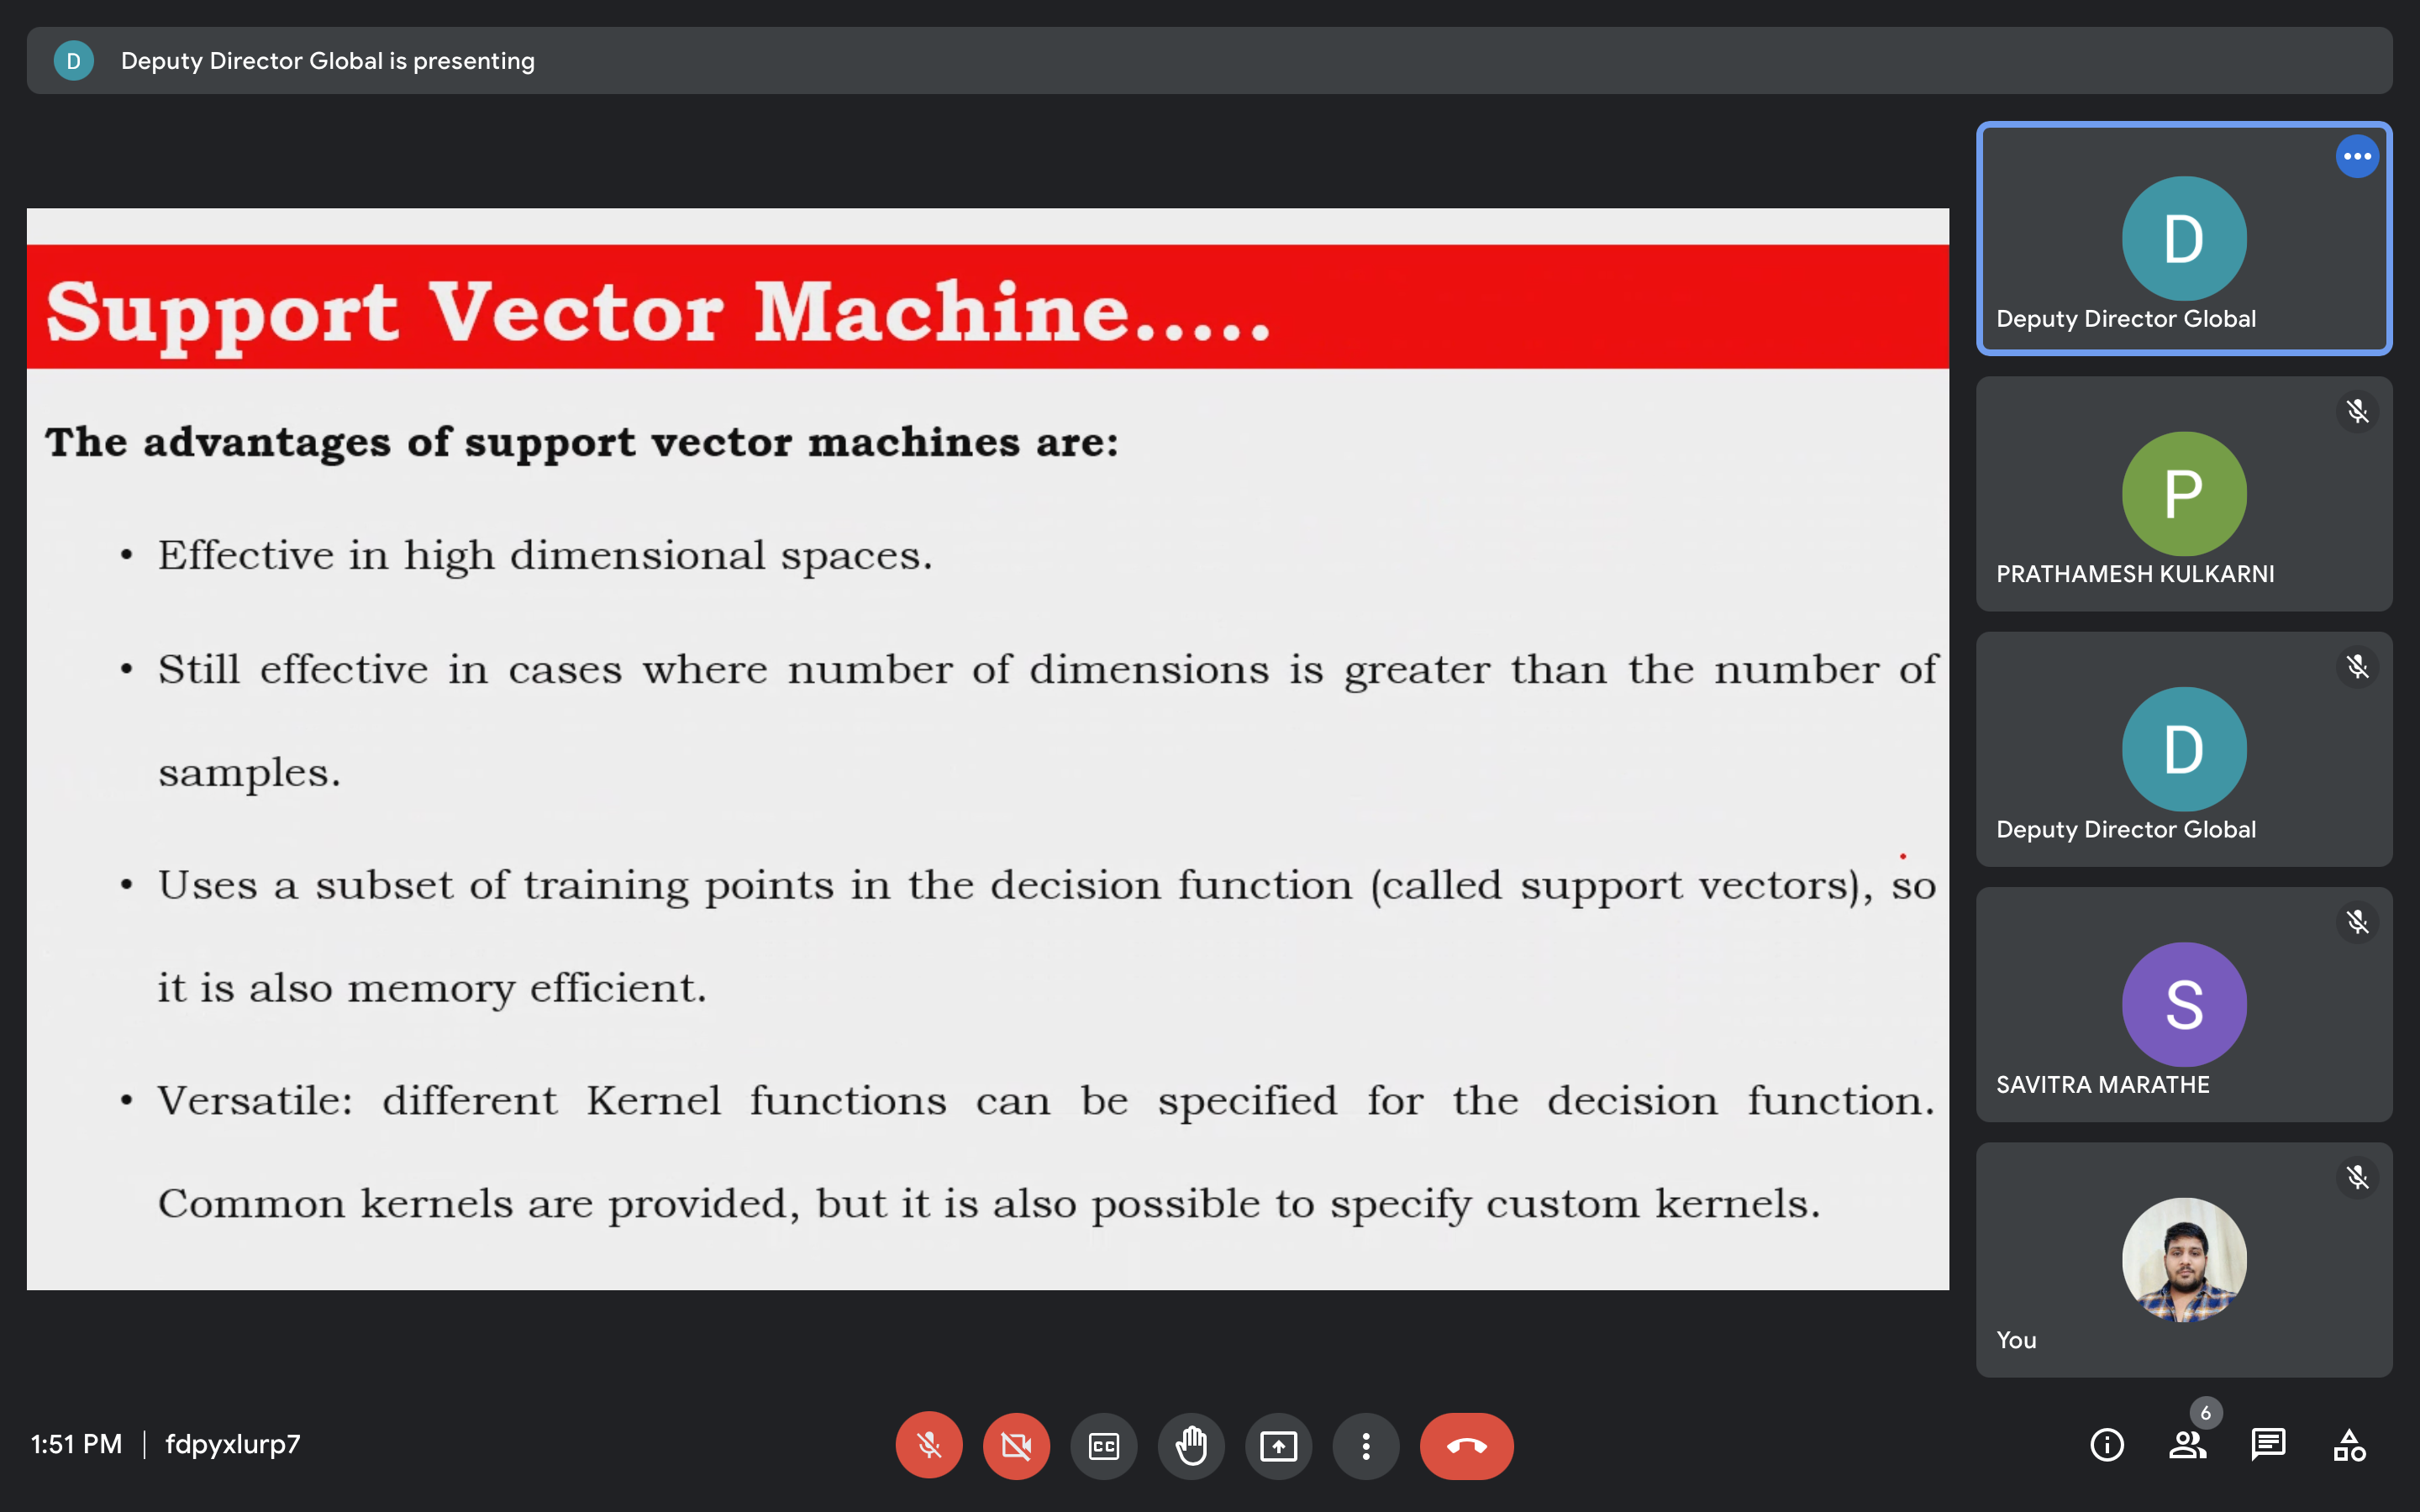 D
Deputy Director Global is presenting
Support Vector Machine.....
The advantages of support vector machines are:
• Effective in high dimensional spaces.
• Still effective in cases where number of dimensions is greater than the number of
samples.
• Uses a subset of training points in the decision function (called support vectors), so
it is also memory efficient.
• Versatile: different Kernel functions can be specified for the decision function.
Common kernels are provided, but it is also possible to specify custom kernels.
D
Deputy Director Global
P
PRATHAMESH KULKARNI
D
Deputy Director Global
S
SAVITRA MARATHE
You
1:51 PM | fdpyxlurp7
CC
6